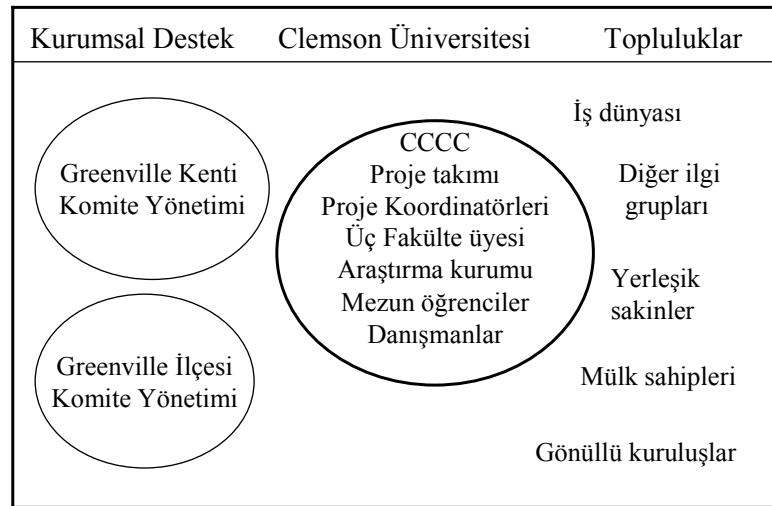 Kurumsal Destek
Clemson Üniversitesi
Topluluklar
Greenville Kenti
Komite Yönetimi
Greenville İlçesi
Komite Yönetimi
CCCC
Proje takımı
Proje Koordinatörleri
Üç Fakülte üyesi
Araştırma kurumu
Mezun öğrenciler
Danışmanlar
İş dünyası
Diğer ilgi
grupları
Yerleşik
sakinler
Mülk sahipleri
Gönüllü kuruluşlar